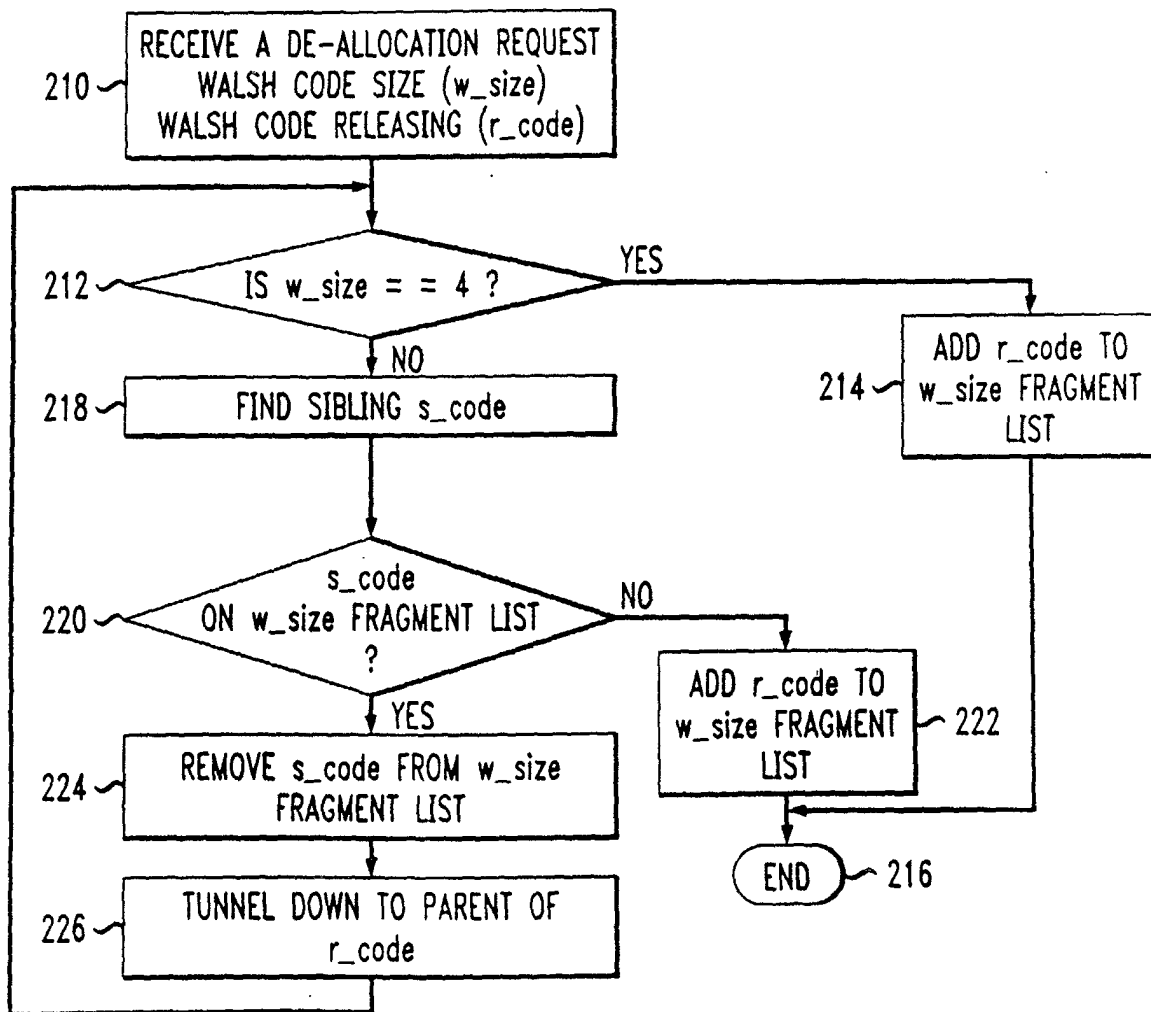 RECEIVE A DE-ALLOCATION REQUEST
WALSH CODE SIZE (w_size)
WALSH CODE RELEASING (r_code)
210
IS w_size = = 4 ?
212
YES
NO
ADD r_code TO
w_size FRAGMENT
LIST
214
FIND SIBLING s_code
218
s_code
ON w_size FRAGMENT LIST
?
220
NO
YES
ADD r_code TO
w_size FRAGMENT
LIST
222
REMOVE s_code FROM w_size
FRAGMENT LIST
224
END
216
TUNNEL DOWN TO PARENT OF
r_code
226